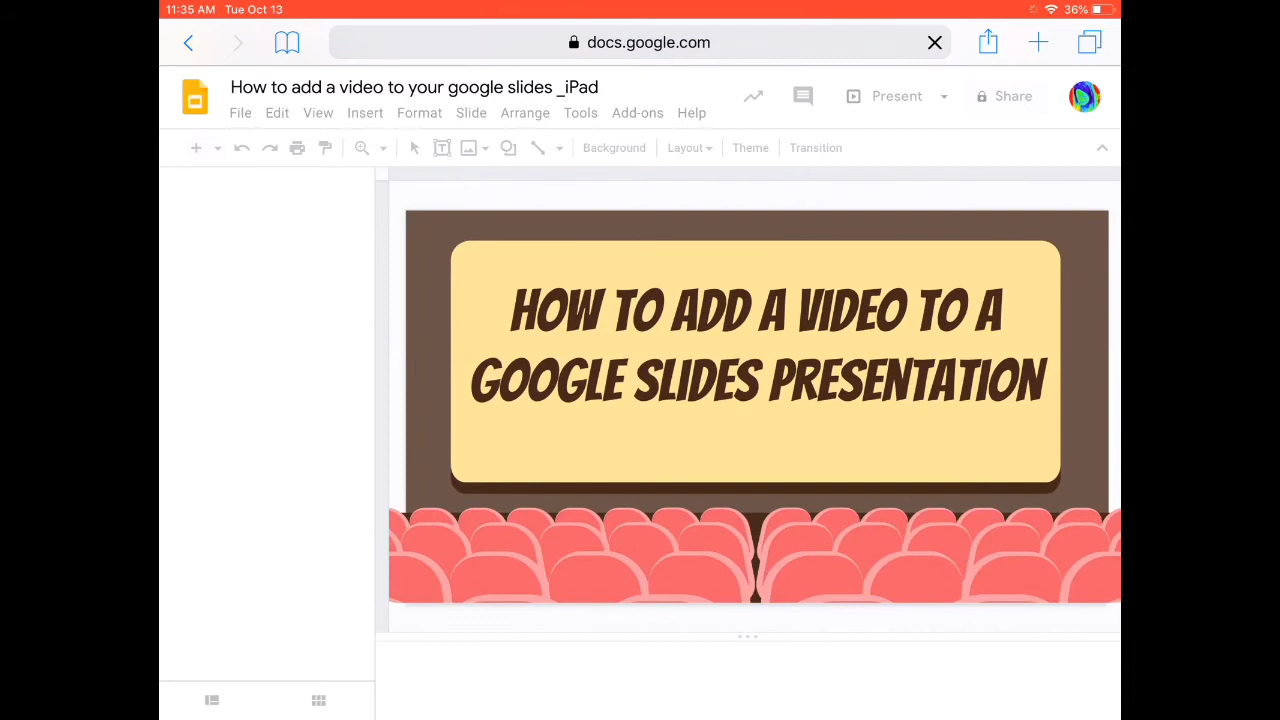 11:35 AM Tue Oct 13 36%
docs.google.com
How to add a video to your google slides _iPad
File Edit View Insert Format Slide Arrange Tools Add-ons Help
Present Share
Background Layout Theme Transition
HOW TO ADD A VIDEO TO A
GOOGLE SLIDES PRESENTATION